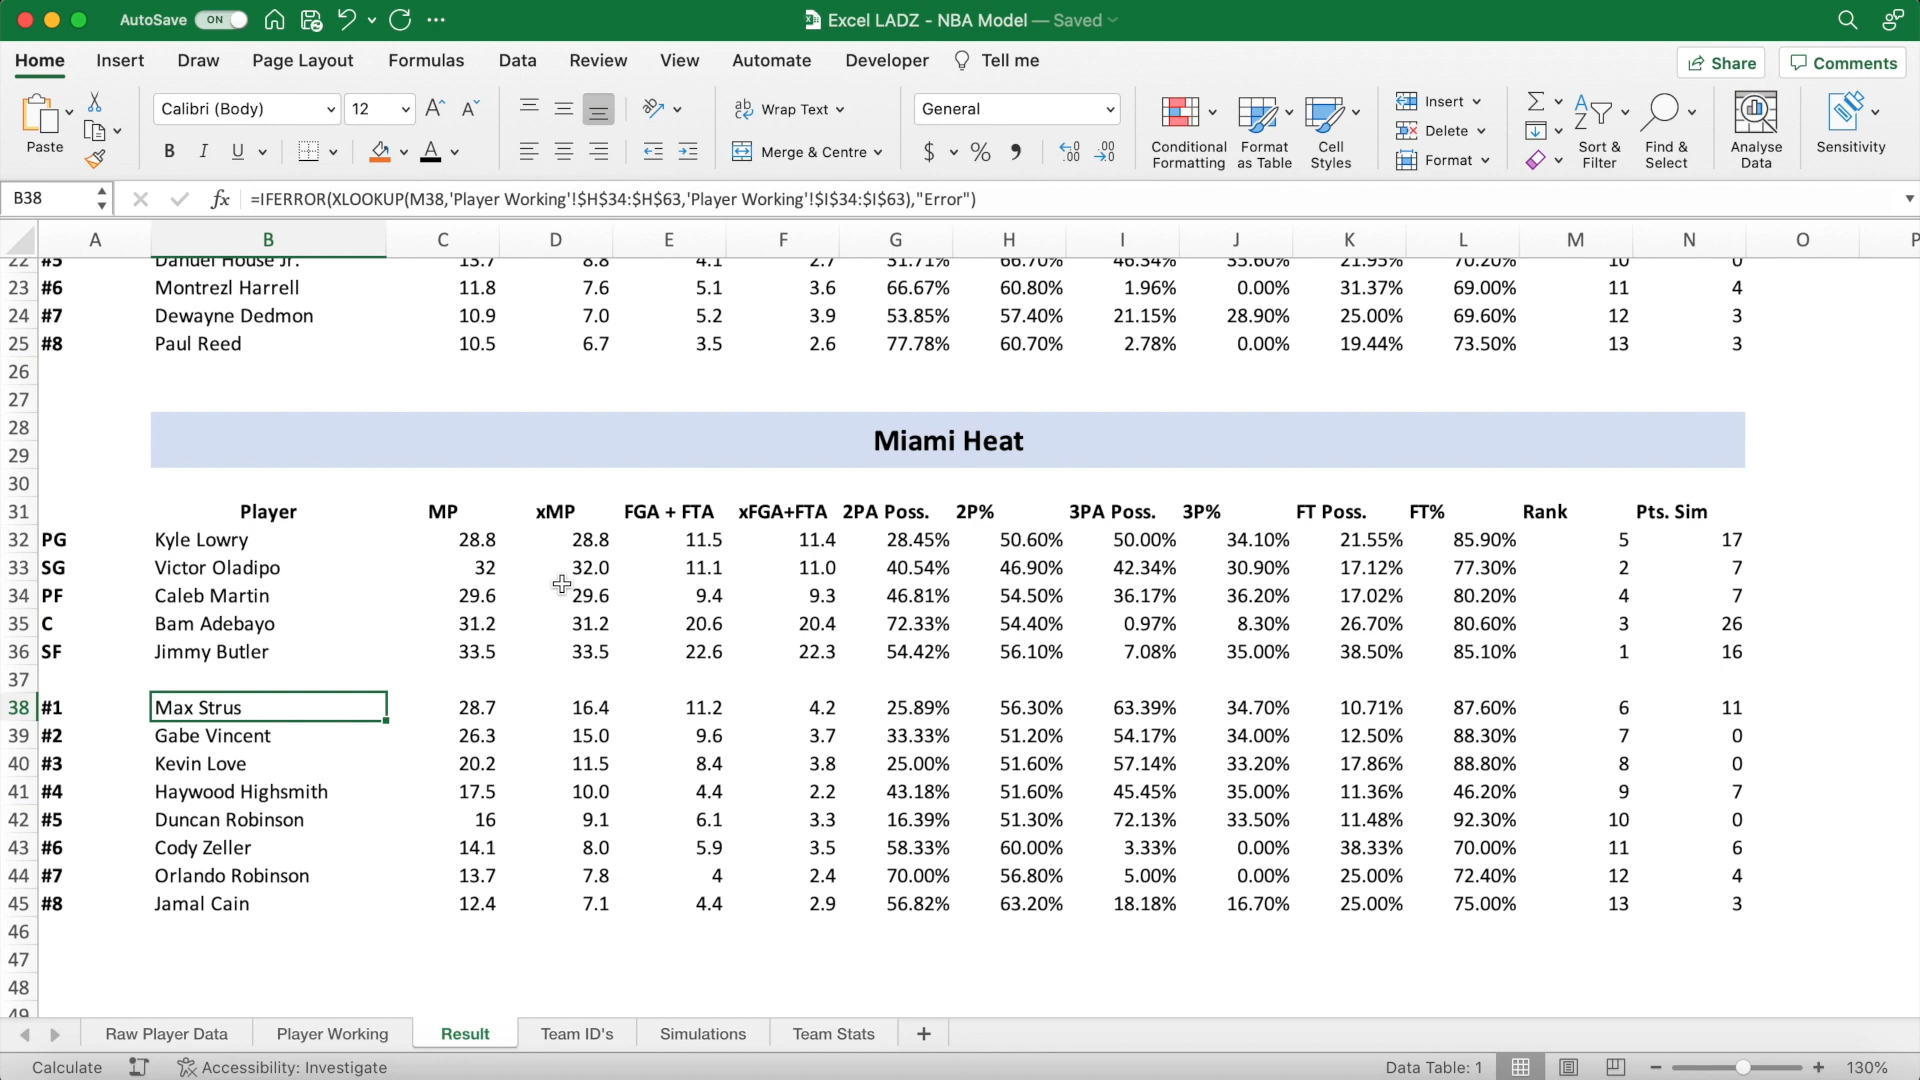 AutoSave ON Excel LADZ - NBA Model — Saved
Home Insert Draw Page Layout Formulas Data Review View Automate Developer Tell me Share Comments
Paste Calibri (Body) 12 Wrap Text General Insert
B I U Merge & Centre $ % Delete
Conditional Formatting Format as Table Cell Styles Format Sort & Filter Find & Select Analyse Data Sensitivity
B38 fx =IFERROR(XLOOKUP(M38,'Player Working'!$H$34:$H$63,'Player Working'!$I$34:$I$63),"Error")
A B C D E F G H I J K L M N O P
22 #5 Danuel House Jr. 13.7 8.8 4.1 2.7 31.71% 66.70% 46.34% 33.60% 21.95% 70.20% 10 0
23 #6 Montrezl Harrell 11.8 7.6 5.1 3.6 66.67% 60.80% 1.96% 0.00% 31.37% 69.00% 11 4
24 #7 Dewayne Dedmon 10.9 7.0 5.2 3.9 53.85% 57.40% 21.15% 28.90% 25.00% 69.60% 12 3
25 #8 Paul Reed 10.5 6.7 3.5 2.6 77.78% 60.70% 2.78% 0.00% 19.44% 73.50% 13 3
26
27
28 Miami Heat
29
30
31 Player MP xMP FGA + FTA xFGA+FTA 2PA Poss. 2P% 3PA Poss. 3P% FT Poss. FT% Rank Pts. Sim
32 PG Kyle Lowry 28.8 28.8 11.5 11.4 28.45% 50.60% 50.00% 34.10% 21.55% 85.90% 5 17
33 SG Victor Oladipo 32 32.0 11.1 11.0 40.54% 46.90% 42.34% 30.90% 17.12% 77.30% 2 7
34 PF Caleb Martin 29.6 29.6 9.4 9.3 46.81% 54.50% 36.17% 36.20% 17.02% 80.20% 4 7
35 C Bam Adebayo 31.2 31.2 20.6 20.4 72.33% 54.40% 0.97% 8.30% 26.70% 80.60% 3 26
36 SF Jimmy Butler 33.5 33.5 22.6 22.3 54.42% 56.10% 7.08% 35.00% 38.50% 85.10% 1 16
37
38 #1 Max Strus 28.7 16.4 11.2 4.2 25.89% 56.30% 63.39% 34.70% 10.71% 87.60% 6 11
39 #2 Gabe Vincent 26.3 15.0 9.6 3.7 33.33% 51.20% 54.17% 34.00% 12.50% 88.30% 7 0
40 #3 Kevin Love 20.2 11.5 8.4 3.8 25.00% 51.60% 57.14% 33.20% 17.86% 88.80% 8 0
41 #4 Haywood Highsmith 17.5 10.0 4.4 2.2 43.18% 51.60% 45.45% 35.00% 11.36% 46.20% 9 7
42 #5 Duncan Robinson 16 9.1 6.1 3.3 16.39% 51.30% 72.13% 33.50% 11.48% 92.30% 10 0
43 #6 Cody Zeller 14.1 8.0 5.9 3.5 58.33% 60.00% 3.33% 0.00% 38.33% 70.00% 11 6
44 #7 Orlando Robinson 13.7 7.8 4 2.4 70.00% 56.80% 5.00% 0.00% 25.00% 72.40% 12 4
45 #8 Jamal Cain 12.4 7.1 4.4 2.9 56.82% 63.20% 18.18% 16.70% 25.00% 75.00% 13 3
46
47
48
49
Raw Player Data Player Working Result Team ID's Simulations Team Stats +
Calculate Accessibility: Investigate Data Table: 1 130%